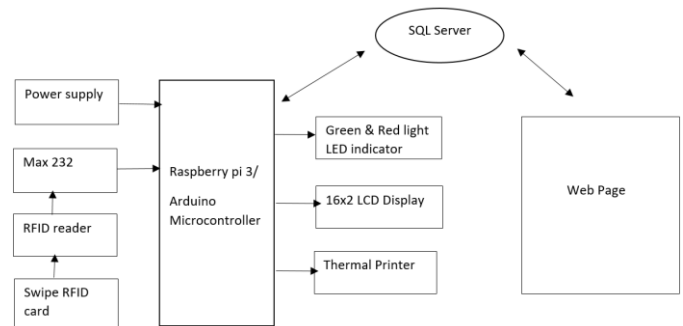 SQL Server
Power supply
Max 232
RFID reader
Swipe RFID
card
Raspberry pi 3/
Arduino
Microcontroller
Green & Red light
LED indicator
16x2 LCD Display
Thermal Printer
Web Page